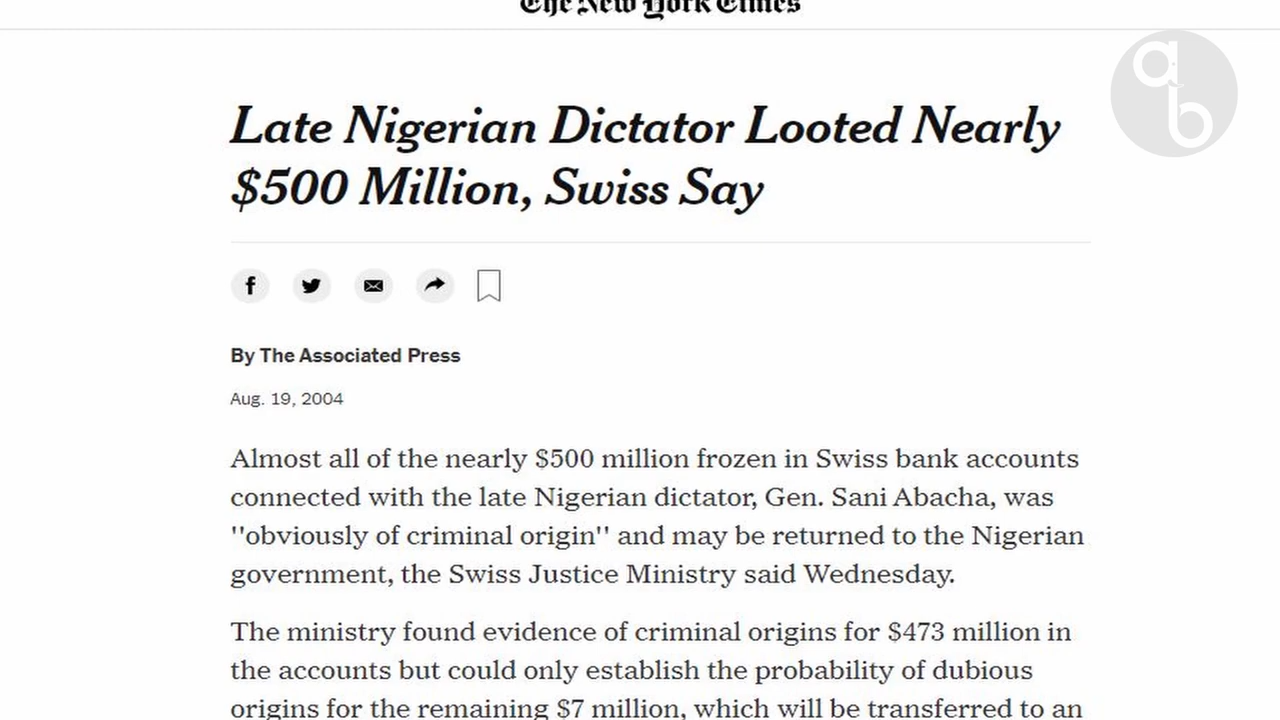 The New York Times
a
b
Late Nigerian Dictator Looted Nearly
$500 Million, Swiss Say
By The Associated Press
Aug. 19, 2004
Almost all of the nearly $500 million frozen in Swiss bank accounts
connected with the late Nigerian dictator, Gen. Sani Abacha, was
''obviously of criminal origin'' and may be returned to the Nigerian
government, the Swiss Justice Ministry said Wednesday.
The ministry found evidence of criminal origins for $473 million in
the accounts but could only establish the probability of dubious
origins for the remaining $7 million, which will be transferred to an